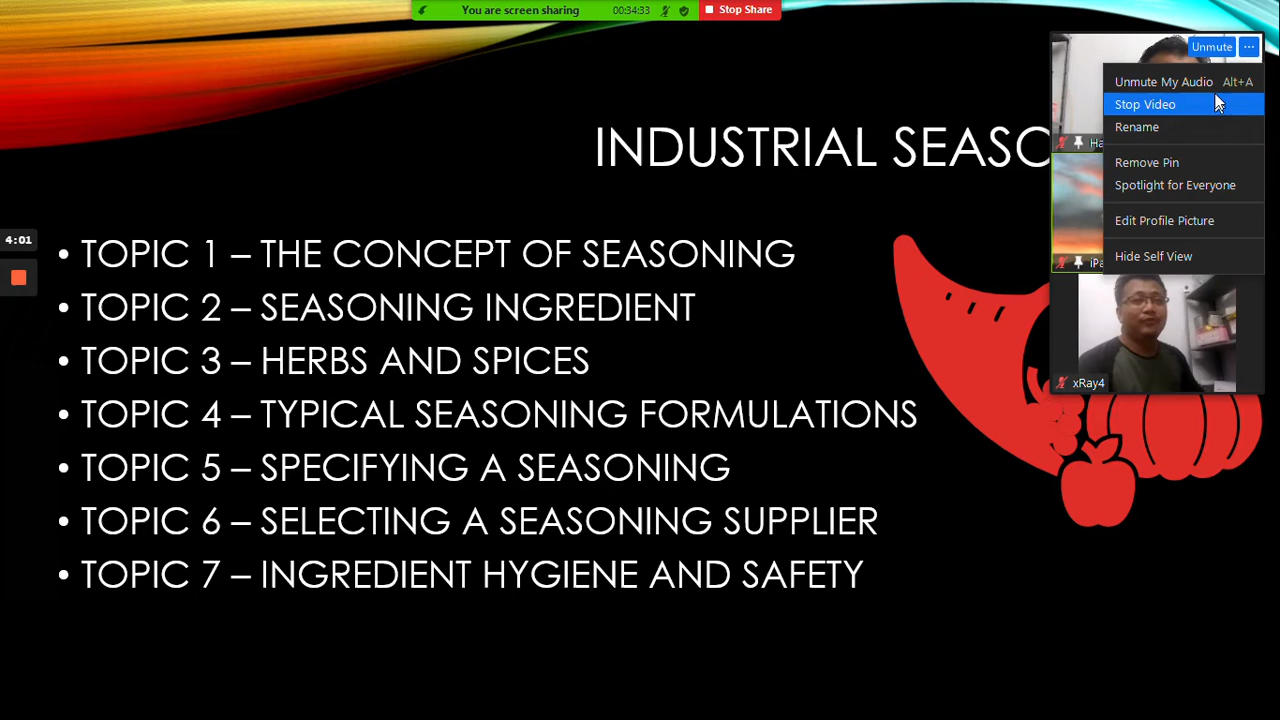 You are screen sharing 00:34:33 Stop Share
Unmute ...
Unmute My Audio Alt+A
Stop Video
Rename
Remove Pin
Spotlight for Everyone
Edit Profile Picture
Hide Self View
xRay4
INDUSTRIAL
4:01
• TOPIC 1 – THE CONCEPT OF SEASONING
• TOPIC 2 – SEASONING INGREDIENT
• TOPIC 3 – HERBS AND SPICES
• TOPIC 4 – TYPICAL SEASONING FORMULATIONS
• TOPIC 5 – SPECIFYING A SEASONING
• TOPIC 6 – SELECTING A SEASONING SUPPLIER
• TOPIC 7 – INGREDIENT HYGIENE AND SAFETY